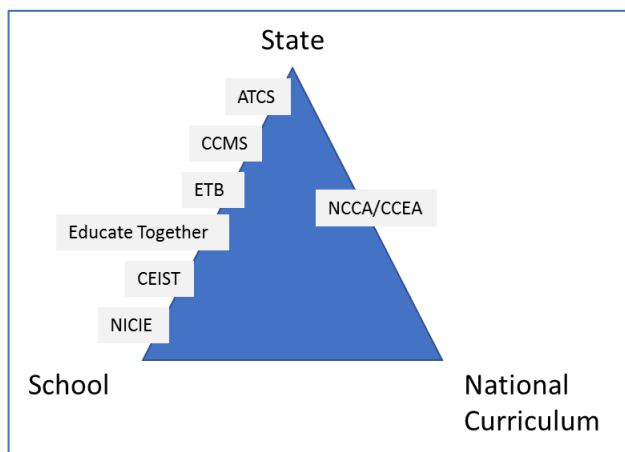 State
ATCS
CCMS
ETB
NCCA/CCEA
Educate Together
CEIST
NICIE
School
National
Curriculum